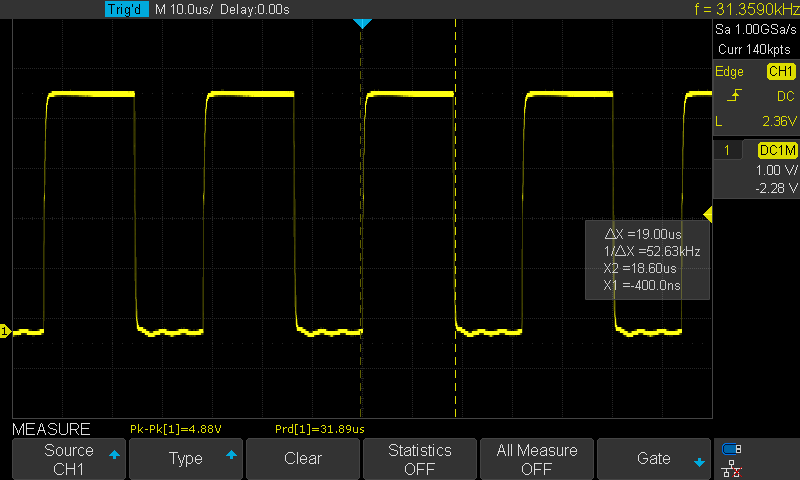 Trig'd M 10.0us/ Delay:0.00s f = 31.3590kHz
Sa 1.00GSa/s
Curr 140kpts
Edge CH1
DC
L 2.36V
1 DC1M
1.00 V/
-2.28 V
△X =19.00us
1/△X =52.63kHz
X2 =18.60us
X1 =-400.0ns
1
MEASURE Pk-Pk[1]=4.88V Prd[1]=31.89us
Source
CH1
Type
Clear
Statistics
OFF
All Measure
OFF
Gate